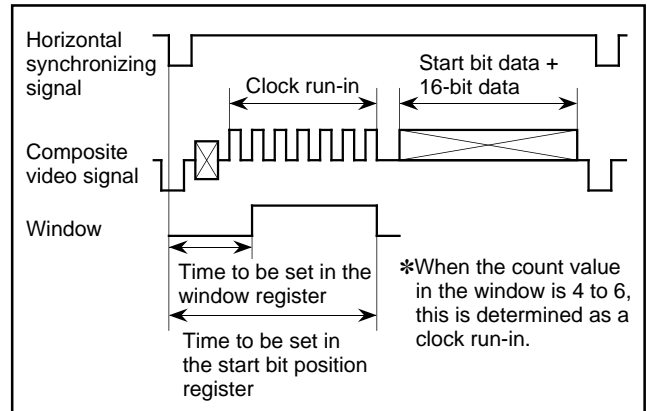 Horizontal
synchronizing
signal
Clock run-in
Start bit data +
16-bit data
Composite
video signal
Window
Time to be set in the
window register
Time to be set in
the start bit position
register
✽When the count value
in the window is 4 to 6,
this is determined as a
clock run-in.